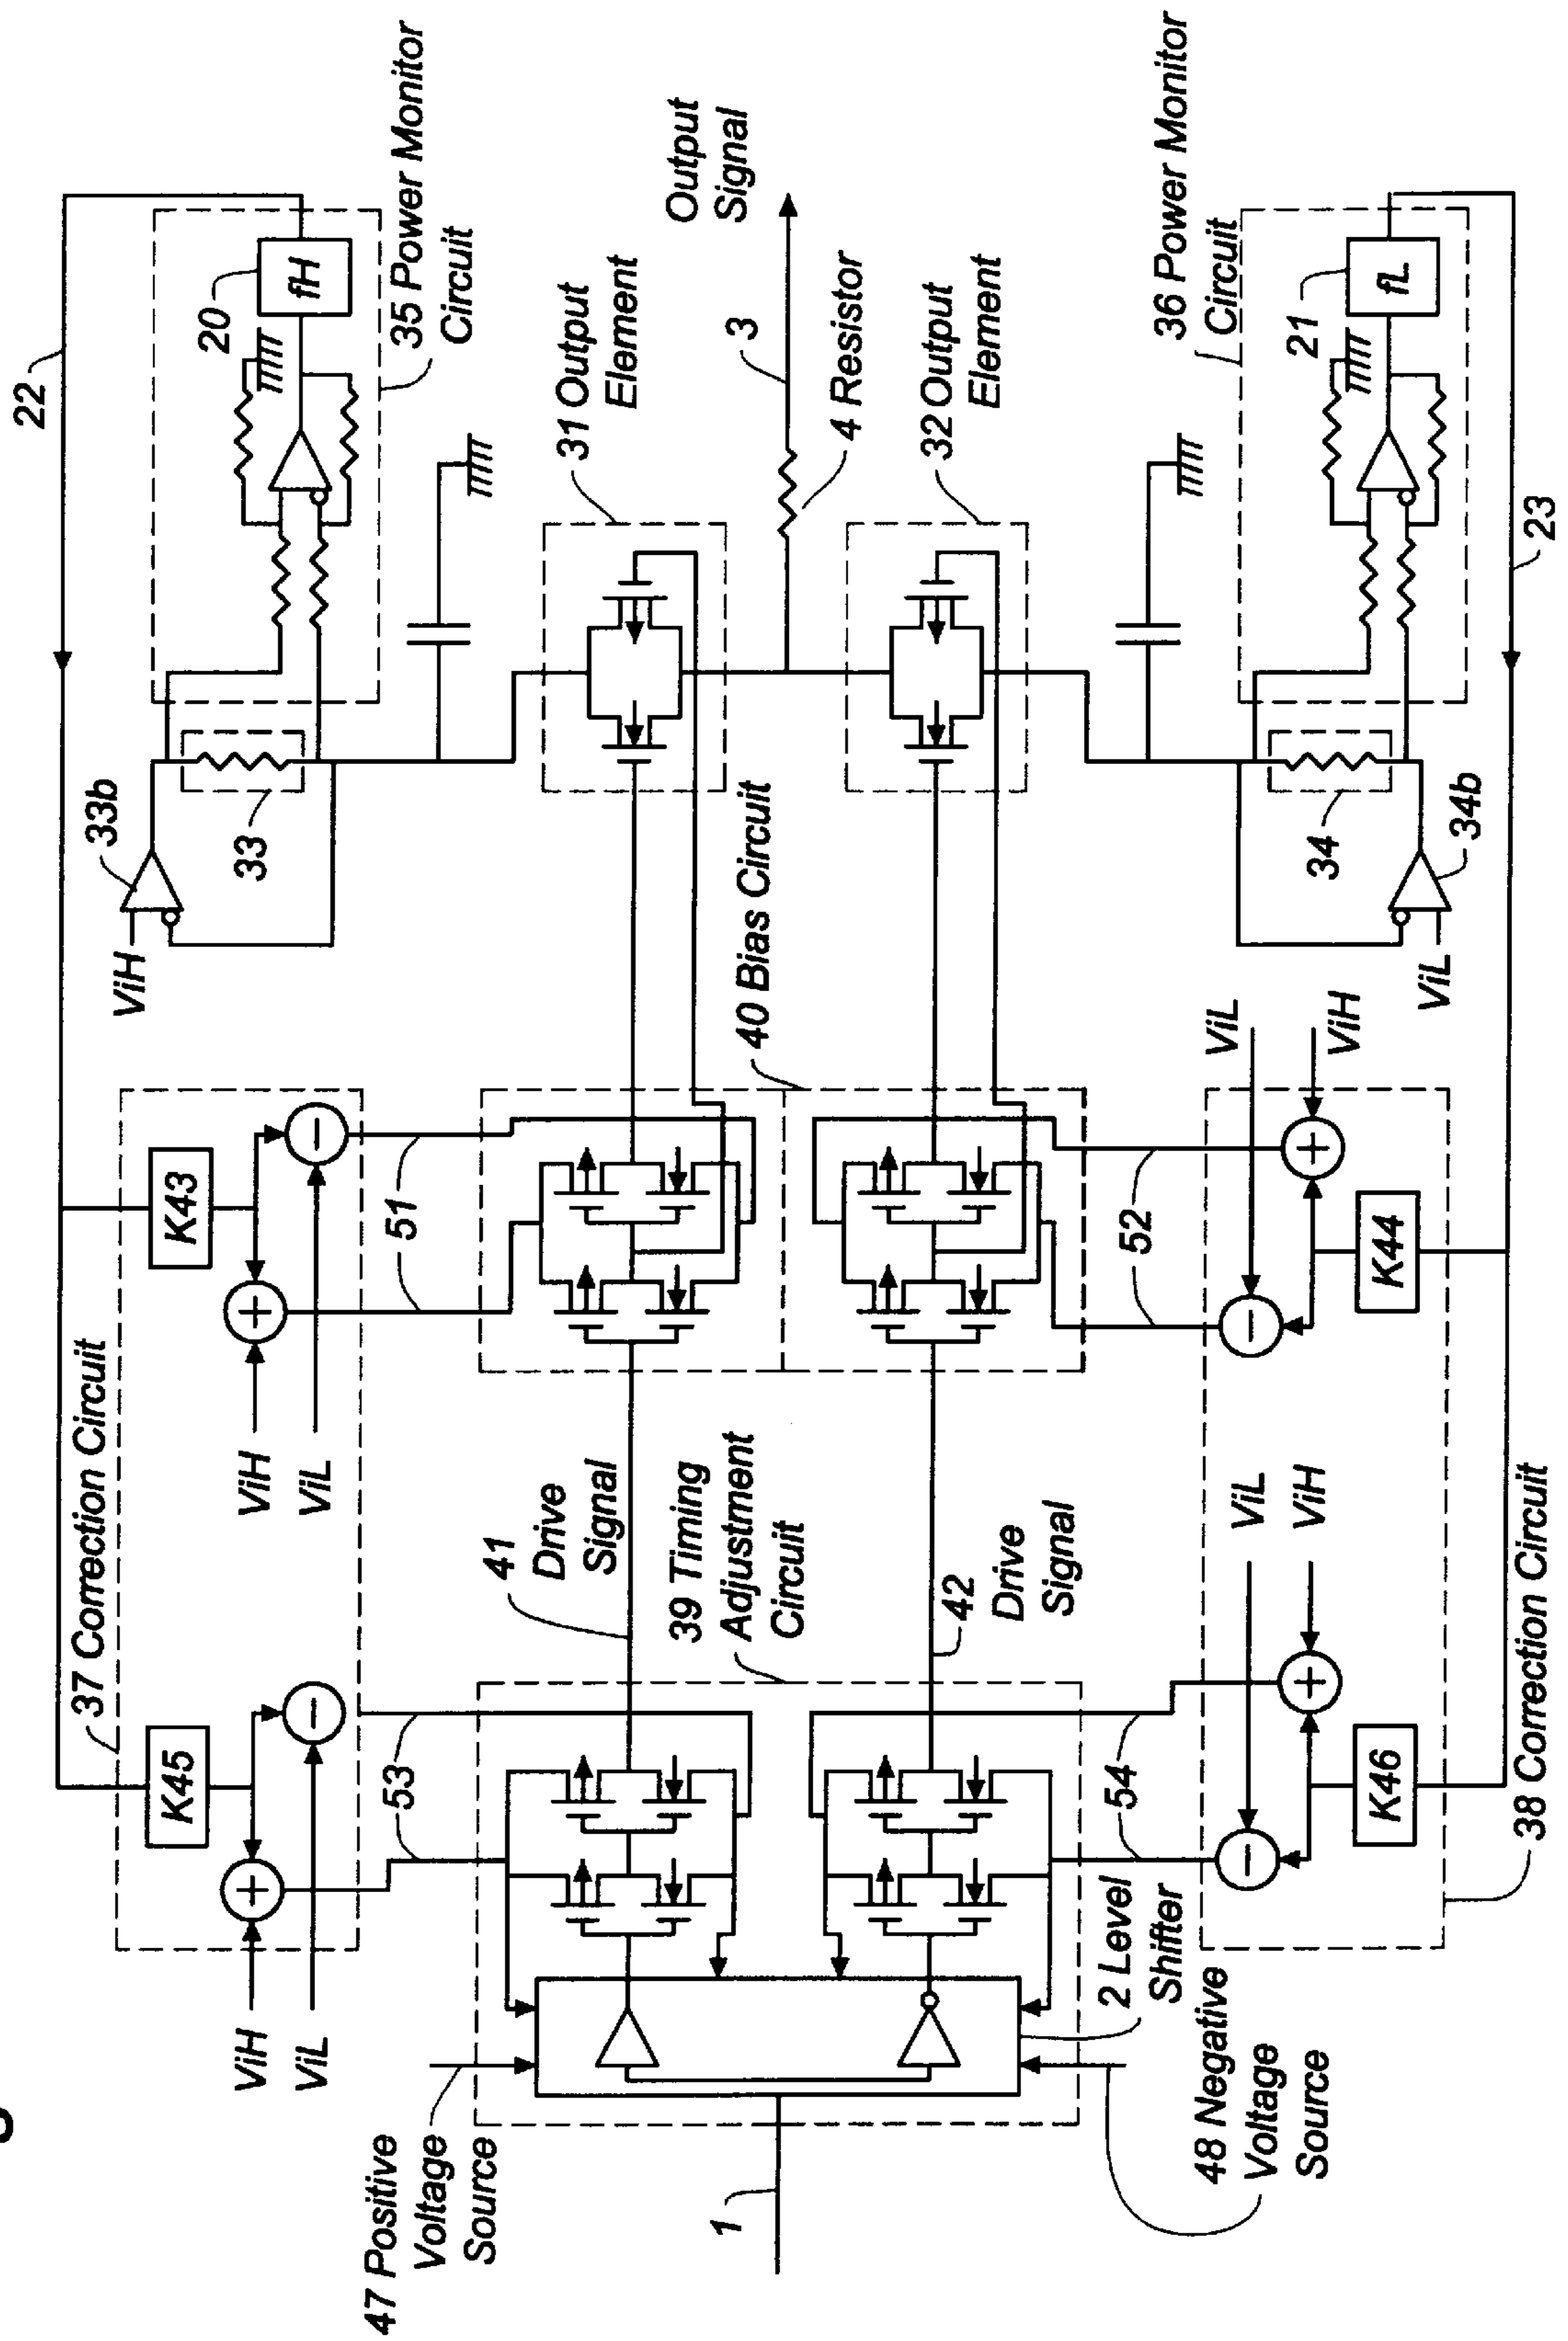 22
33b
ViH
33
20
fH
35 Power Monitor
Circuit
37 Correction Circuit
K45
K43
ViH
ViL
ViH
ViL
53
51
31 Output
Element
Output
Signal
3
4 Resistor
40 Bias Circuit
41
Drive
Signal
39 Timing
Adjustment
Circuit
47 Positive
Voltage
Source
1
42
Drive
Signal
32 Output
Element
2 Level
Shifter
48 Negative
Voltage
Source
54
52
ViL
ViH
ViL
ViH
K46
K44
38 Correction Circuit
36 Power Monitor
Circuit
21
fL
34
34b
ViL
23